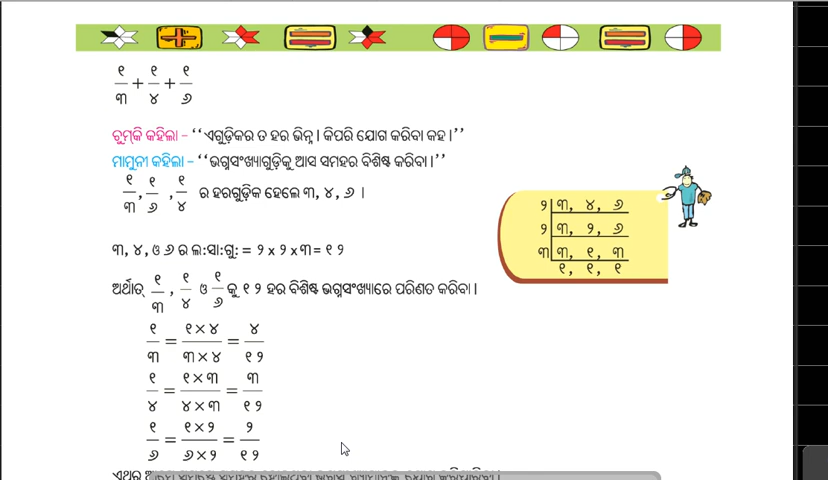 ୧/୩ + ୧/୪ + ୧/୬
ଚୁମ୍‌କି କହିଲା - ‘‘ଏଗୁଡ଼ିକର ତ ହର ଭିନ୍ନ। କିପରି ଯୋଗ କରିବା କହ।’’
ମାମୁନୀ କହିଲା - ‘‘ଭଗ୍ନସଂଖ୍ୟାଗୁଡ଼ିକୁ ଆସ ସମହର ବିଶିଷ୍ଟ କରିବା।’’
୧/୩, ୧/୬, ୧/୪ ର ହରଗୁଡ଼ିକ ହେଲେ ୩, ୪, ୬ ।
୩, ୪, ଓ ୬ ର ଲ:ସା:ଗୁ: = ୨ x ୨ x ୩ = ୧୨
ଅର୍ଥାତ୍ ୧/୩, ୧/୪ ଓ ୧/୬ କୁ ୧୨ ହର ବିଶିଷ୍ଟ ଭଗ୍ନସଂଖ୍ୟାରେ ପରିଣତ କରିବା।
୧/୩ = ୧×୪/୩×୪ = ୪/୧୨
୧/୪ = ୧×୩/୪×୩ = ୩/୧୨
୧/୬ = ୧×୨/୬×୨ = ୨/୧୨
୨ | ୩, ୪, ୬
୨ | ୩, ୨, ୬
୩ | ୩, ୧, ୩
୧, ୧, ୧